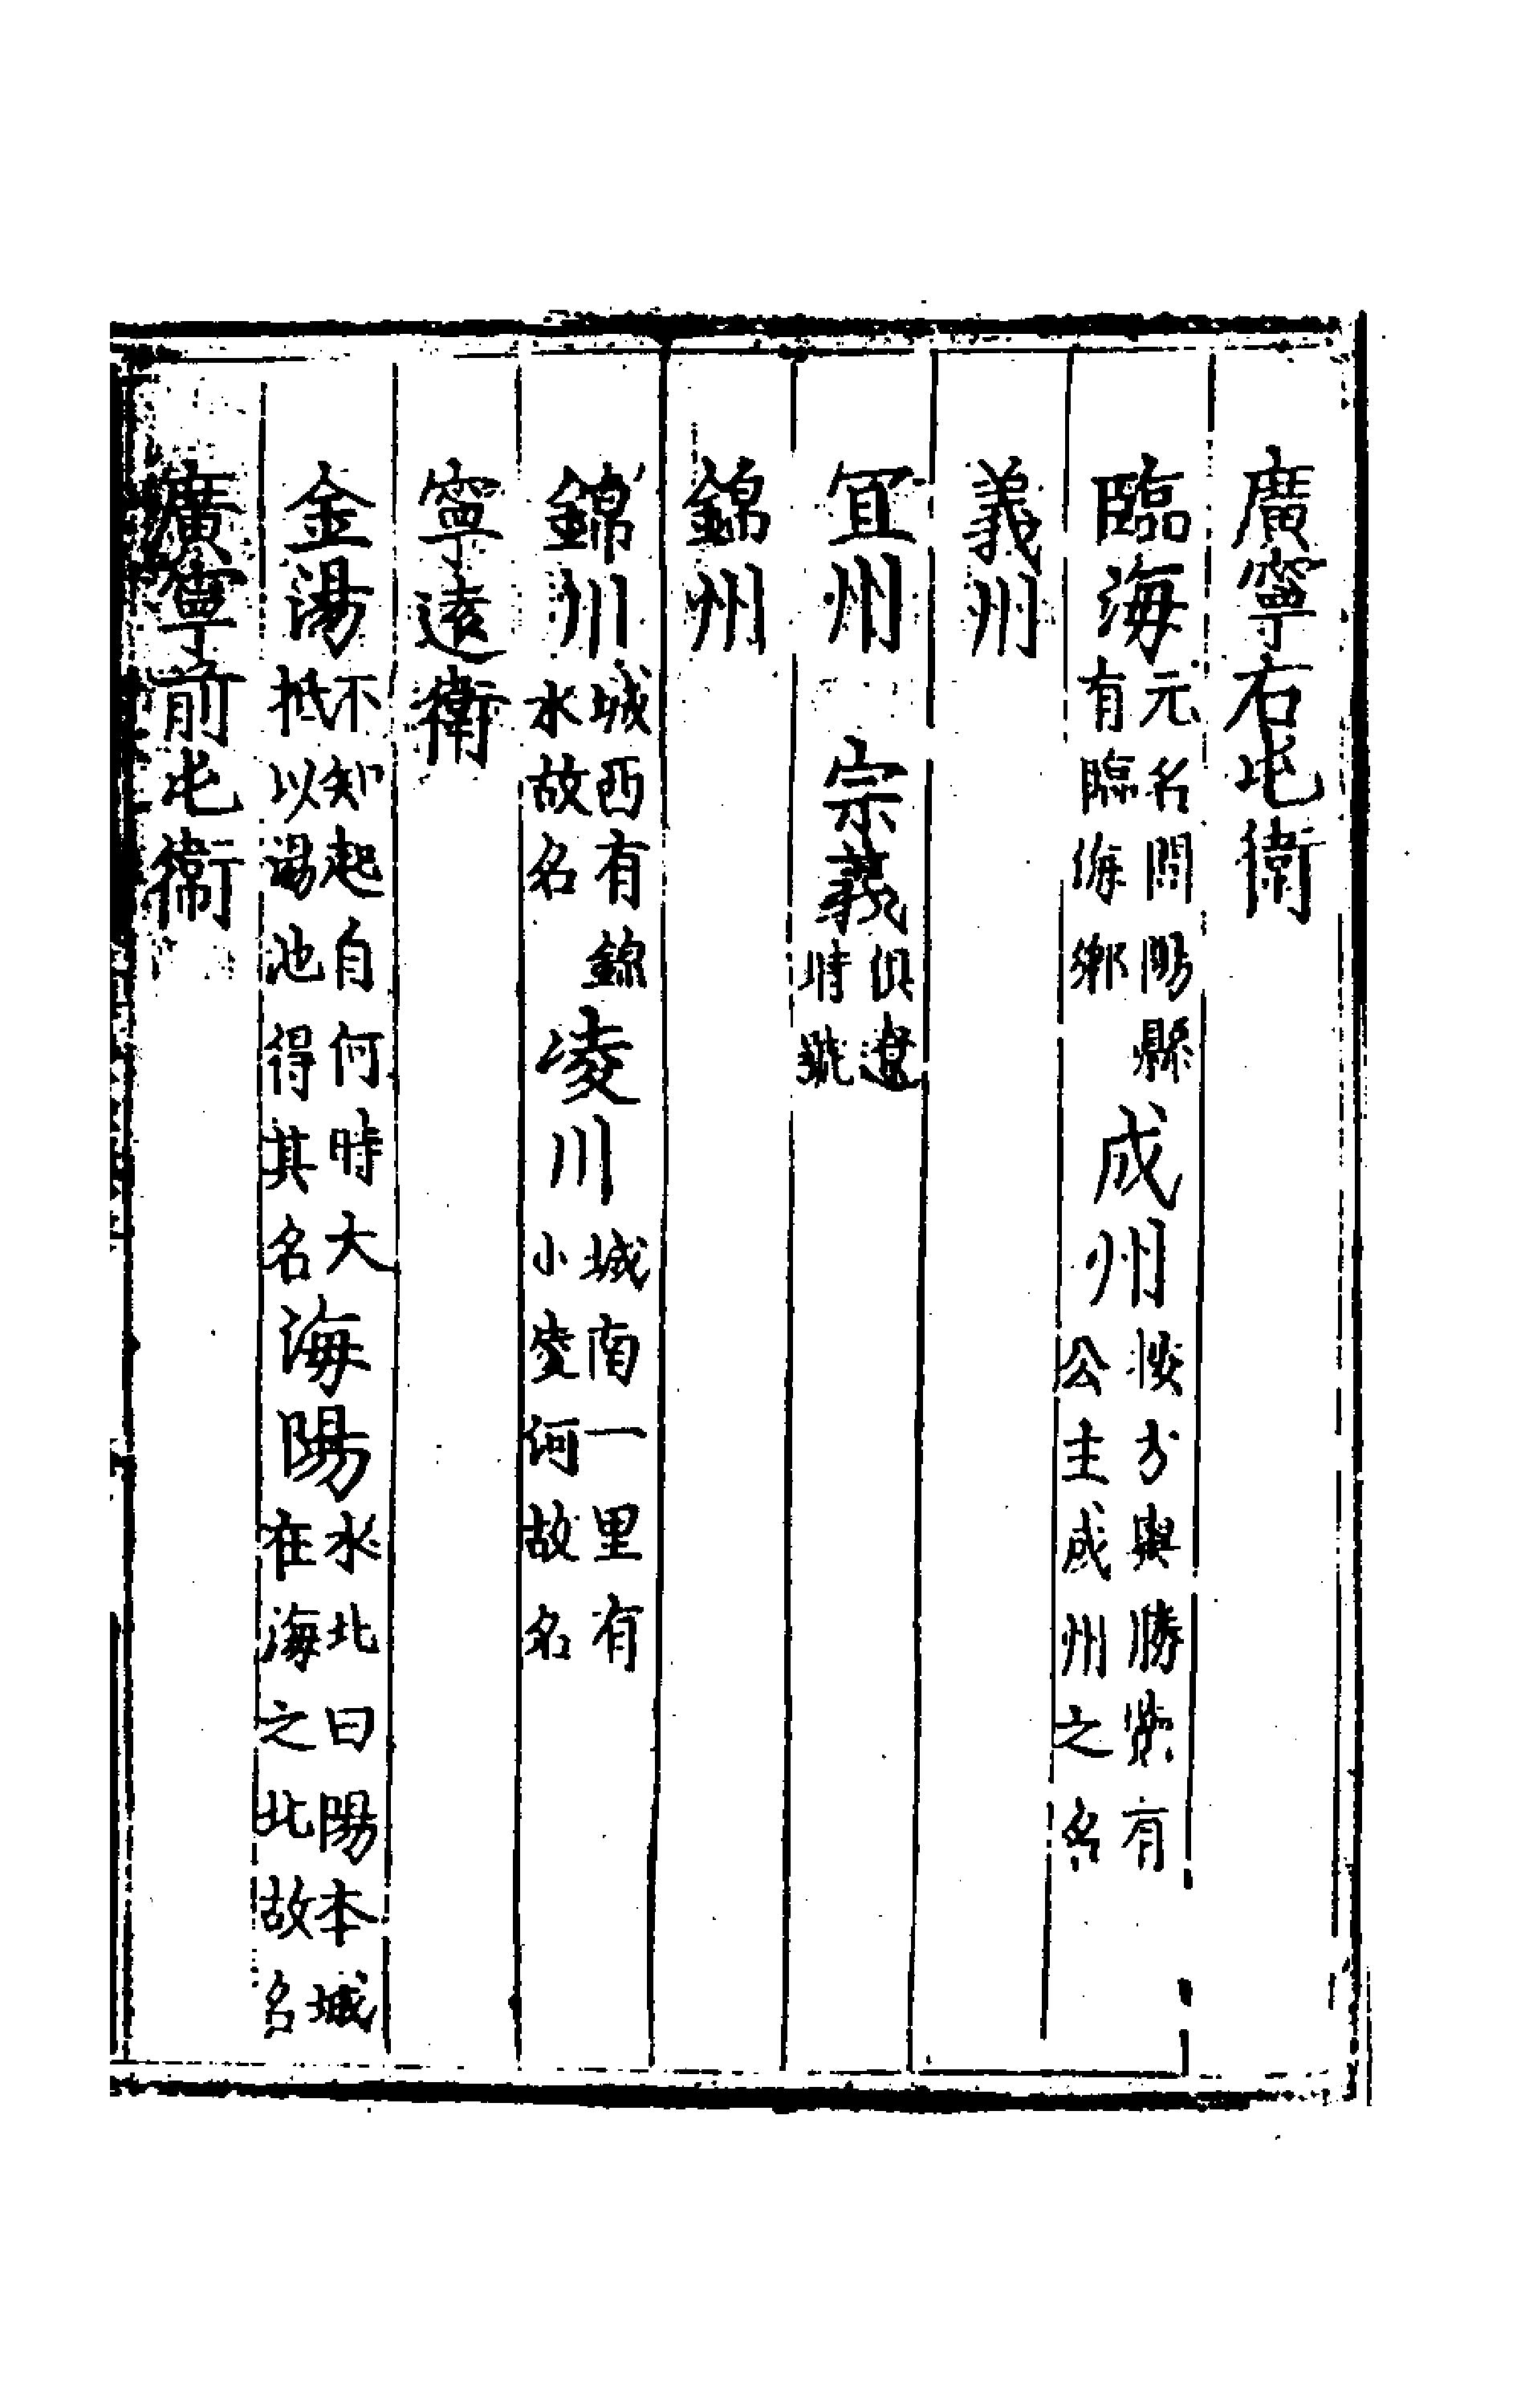 廣寧右屯衛
臨海元名閭陽縣有臨海鄉成州按方輿勝覽有公主成州之名
義州
宜州 宗義俱遼時號
錦州
錦川城西有錦水故名凌川城南一里有小凌河故名
寧遠衛
金湯不知起自何時大抵以湯池得其名海陽水北曰陽本城在海之北故名
廣寧前屯衛